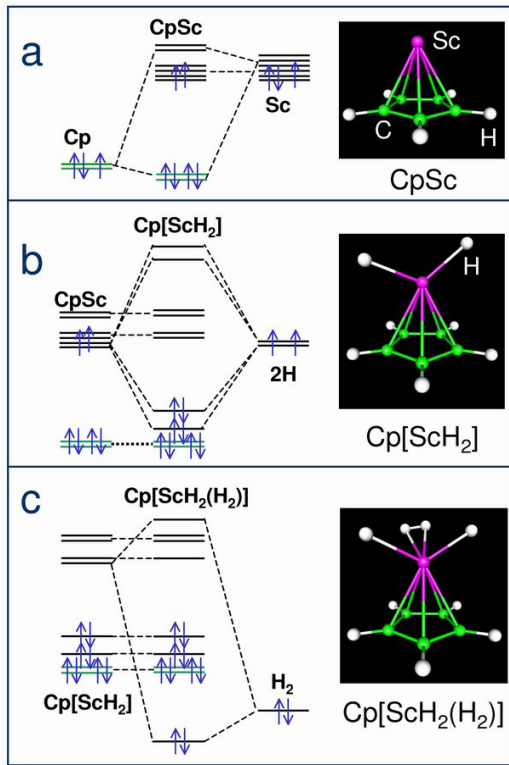 a
CpSc
Cp
Sc
Sc
C
H
CpSc
b
Cp[ScH₂]
CpSc
2H
H
Cp[ScH₂]
c
Cp[ScH₂(H₂)]
Cp[ScH₂]
H₂
Cp[ScH₂(H₂)]